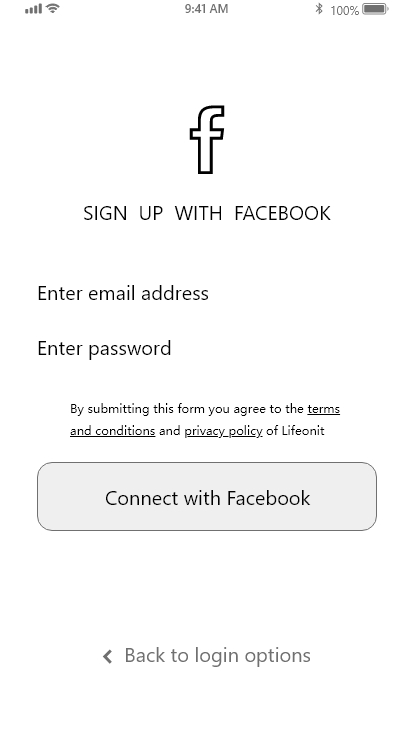 9:41 AM 100%
f
SIGN UP WITH FACEBOOK
Enter email address
Enter password
By submitting this form you agree to the terms
and conditions and privacy policy of Lifeonit
Connect with Facebook
Back to login options